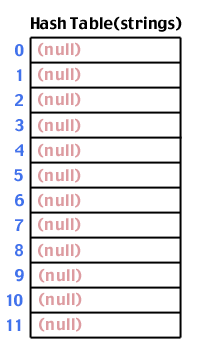 Hash Table(strings)
0 (null)
1 (null)
2 (null)
3 (null)
4 (null)
5 (null)
6 (null)
7 (null)
8 (null)
9 (null)
10 (null)
11 (null)